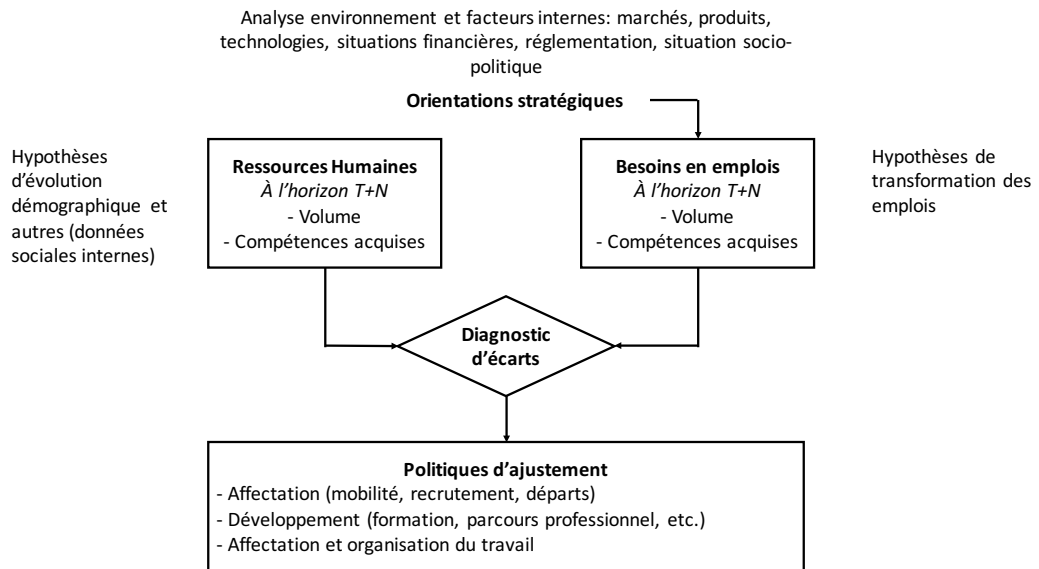 Analyse environnement et facteurs internes: marchés, produits,
technologies, situations financières, réglementation, situation socio-
politique
Orientations stratégiques
Hypothèses
d'évolution
démographique et
autres (données
sociales internes)
Ressources Humaines
À l'horizon T+N
- Volume
- Compétences acquises
Besoins en emplois
À l'horizon T+N
- Volume
- Compétences acquises
Hypothèses de
transformation des
emplois
Diagnostic
d'écarts
Politiques d'ajustement
- Affectation (mobilité, recrutement, départs)
- Développement (formation, parcours professionnel, etc.)
- Affectation et organisation du travail